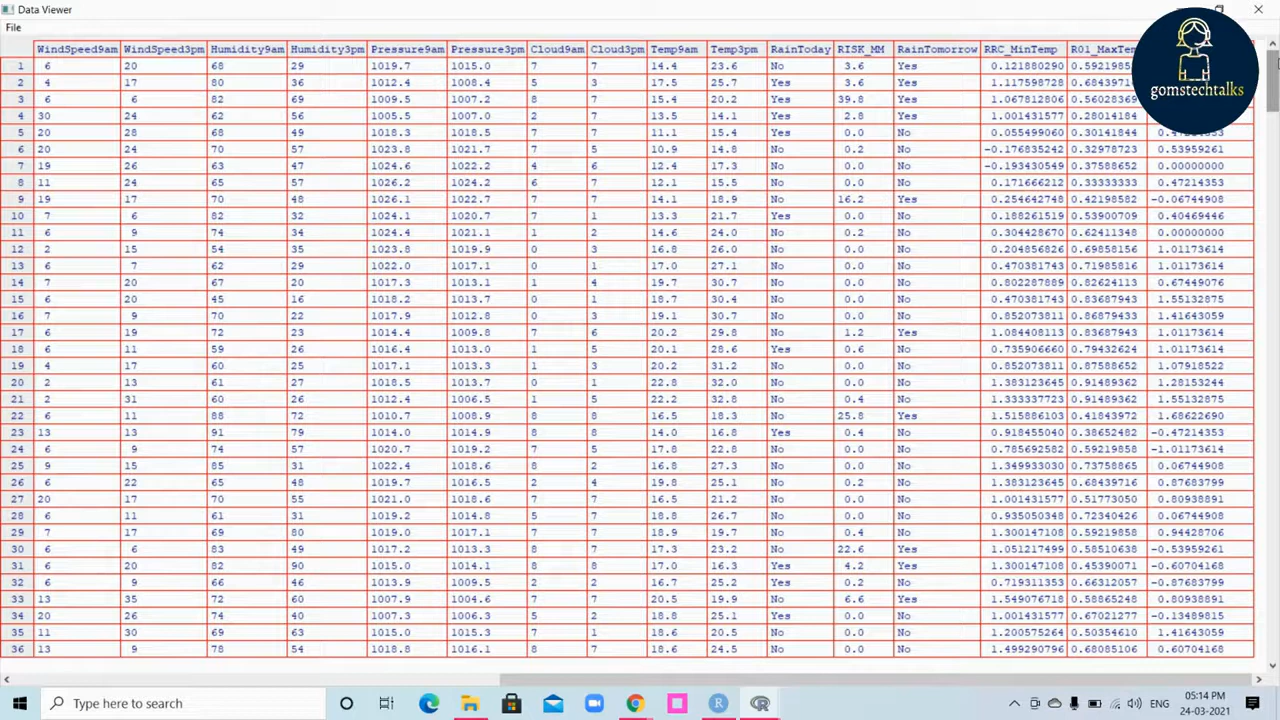 Data Viewer
File
WindSpeed9am WindSpeed3pm Humidity9am Humidity3pm Pressure9am Pressure3pm Cloud9am Cloud3pm Temp9am Temp3pm RainToday RISK_MM RainTomorrow RRC_MinTemp
1 6 20 68 29 1019.7 1015.0 7 7 14.4 23.6 No 3.6 Yes 0.121880290
2 4 17 80 36 1012.4 1008.4 5 3 17.5 25.7 Yes 3.6 Yes 1.117598728
3 6 6 82 69 1009.5 1007.2 8 7 15.4 20.2 Yes 39.8 Yes 1.067812806
4 30 24 62 56 1005.5 1007.0 2 7 13.5 14.1 Yes 2.8 Yes 1.001431577
5 20 28 68 49 1018.3 1018.5 7 7 11.1 15.4 Yes 0.0 No 0.055499060 0.30141844
6 20 24 70 57 1023.8 1021.7 7 5 10.9 14.8 No 0.2 No -0.176835242 0.32978723 0.53959261
7 19 26 63 47 1024.6 1022.2 4 6 12.4 17.3 No 0.0 No -0.193430549 0.37588652 0.00000000
8 11 24 65 57 1026.2 1024.2 6 7 12.1 15.5 No 0.0 No 0.171666212 0.33333333 0.47214353
9 19 17 70 48 1026.1 1022.7 7 7 14.1 18.9 No 16.2 Yes 0.254642748 0.42198582 -0.06744908
10 7 6 82 32 1024.1 1020.7 7 1 13.3 21.7 Yes 0.0 No 0.188261519 0.53900709 0.40469446
11 6 9 74 34 1024.4 1021.1 1 2 14.6 24.0 No 0.2 No 0.304428670 0.62411348 0.00000000
12 2 15 54 35 1023.8 1019.9 0 3 16.8 26.0 No 0.0 No 0.204856826 0.69858156 1.01173614
13 6 7 62 29 1022.0 1017.1 0 1 17.0 27.1 No 0.0 No 0.470381743 0.71985816 1.01173614
14 7 20 67 20 1017.3 1013.1 1 4 19.7 30.7 No 0.0 No 0.802287889 0.82624113 0.67449076
15 6 20 45 16 1018.2 1013.7 0 1 18.7 30.4 No 0.0 No 0.470381743 0.83687943 1.55132875
16 7 9 70 22 1017.9 1012.8 0 3 19.1 30.7 No 0.0 No 0.852073811 0.86879433 1.41643059
17 6 19 72 23 1014.4 1009.8 7 6 20.2 29.8 No 1.2 Yes 1.084408113 0.83687943 1.01173614
18 6 11 59 26 1016.4 1013.0 1 5 20.1 28.6 Yes 0.6 No 0.735906660 0.79432624 1.01173614
19 4 17 60 25 1017.1 1013.3 1 3 20.2 31.2 No 0.0 No 0.852073811 0.87588652 1.07918522
20 2 13 61 27 1018.5 1013.7 0 1 22.8 32.0 No 0.0 No 1.383123645 0.91489362 1.28153244
21 2 31 60 26 1012.4 1006.5 1 5 22.2 32.8 No 0.4 No 1.333337723 0.91489362 1.55132875
22 6 11 88 72 1010.7 1008.9 8 8 16.5 18.3 No 25.8 Yes 1.515886103 0.41843972 1.68622690
23 13 13 91 79 1014.0 1014.9 8 8 14.0 16.8 Yes 0.4 No 0.918455040 0.38652482 -0.47214353
24 6 9 74 57 1020.7 1019.2 7 5 17.8 22.8 No 0.0 No 0.785692582 0.59219858 -1.01173614
25 9 15 85 31 1022.4 1018.6 8 2 16.8 27.3 No 0.0 No 1.349933030 0.73758865 0.06744908
26 6 22 65 48 1019.7 1016.5 2 4 19.8 25.1 No 0.2 No 1.383123645 0.68439716 0.87683799
27 20 17 70 55 1021.0 1018.6 7 7 16.5 21.2 No 0.0 No 1.001431577 0.51773050 0.80938891
28 6 11 61 31 1019.2 1014.8 5 7 18.8 26.7 No 0.0 No 0.935050348 0.72340426 0.06744908
29 7 17 69 80 1019.0 1017.1 7 7 18.9 19.7 No 0.4 No 1.300147108 0.59219858 0.94428706
30 6 6 83 49 1017.2 1013.3 8 7 17.3 23.2 No 22.6 Yes 1.051217499 0.58510638 -0.53959261
31 6 20 82 90 1015.0 1014.1 8 8 17.0 16.3 Yes 4.2 Yes 1.300147108 0.45390071 -0.60704168
32 6 9 66 46 1013.9 1009.5 2 2 16.7 25.2 Yes 0.2 No 0.719311353 0.66312057 -0.87683799
33 13 35 72 60 1007.9 1004.6 7 7 20.5 19.9 No 6.6 Yes 1.549076718 0.58865248 0.80938891
34 20 26 74 40 1007.3 1006.3 5 2 18.8 25.1 Yes 0.0 No 1.001431577 0.67021277 -0.13489815
35 11 30 69 63 1015.0 1015.3 7 1 18.6 20.5 No 0.0 No 1.200575264 0.50354610 1.41643059
36 13 9 78 54 1018.8 1016.1 8 7 18.6 24.5 No 0.0 No 1.499290796 0.68085106 0.60704168
gomstechtalks
Type here to search
ENG
05:14 PM
24-03-2021